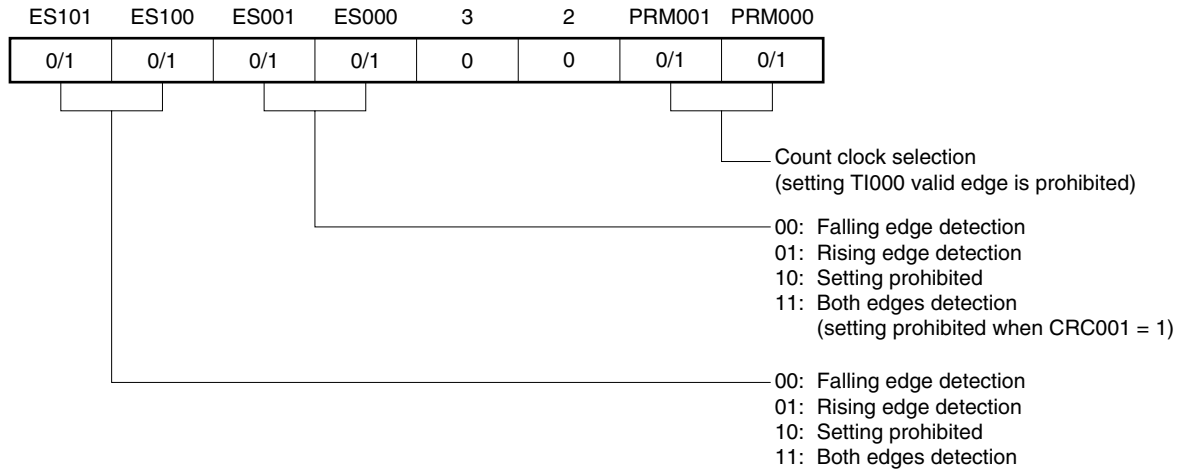 ES101 ES100 ES001 ES000 3 2 PRM001 PRM000
0/1 0/1 0/1 0/1 0 0 0/1 0/1
Count clock selection
(setting TI000 valid edge is prohibited)
00: Falling edge detection
01: Rising edge detection
10: Setting prohibited
11: Both edges detection
(setting prohibited when CRC001 = 1)
00: Falling edge detection
01: Rising edge detection
10: Setting prohibited
11: Both edges detection